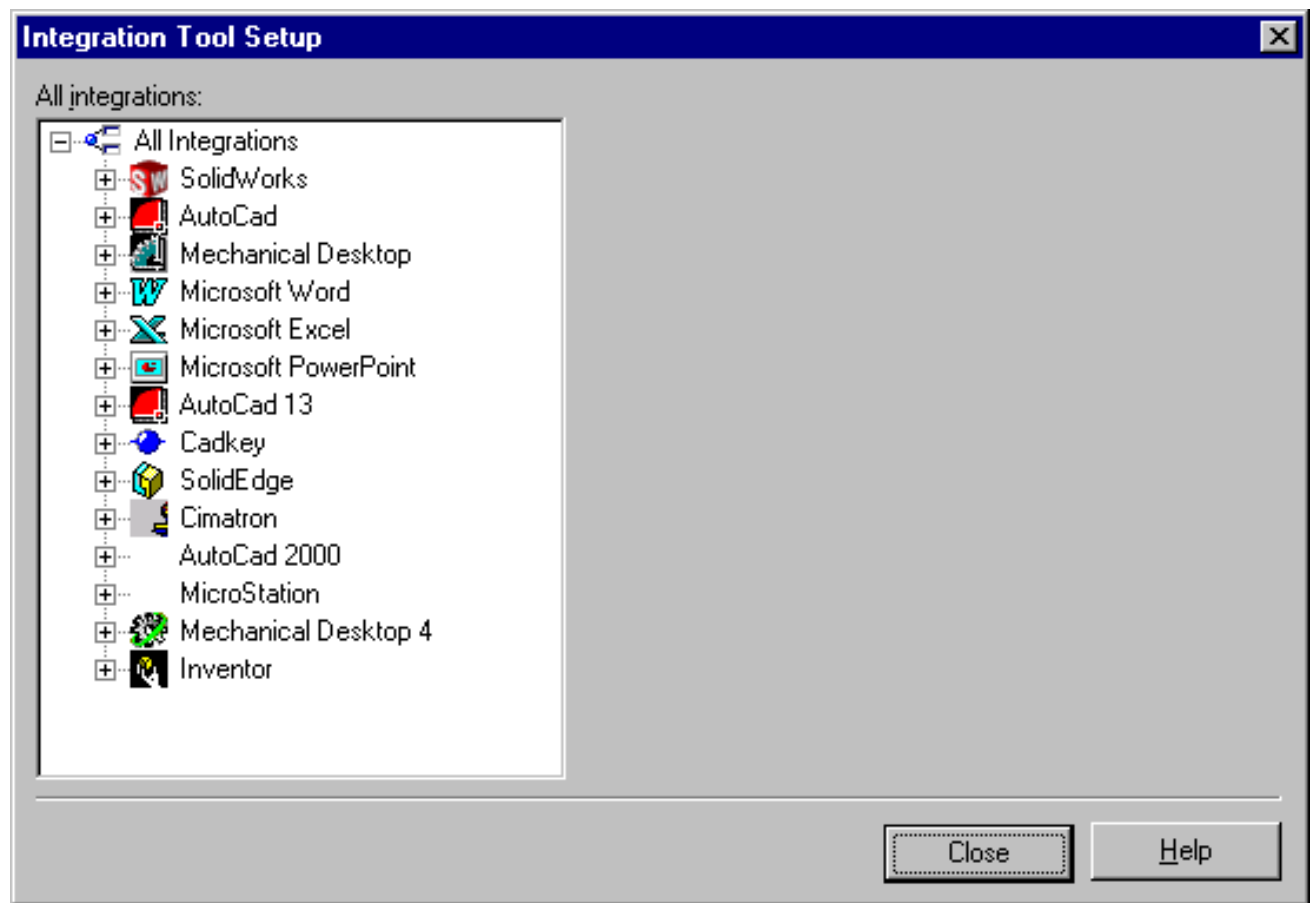 Integration Tool Setup
All integrations:
All Integrations
SolidWorks
AutoCad
Mechanical Desktop
Microsoft Word
Microsoft Excel
Microsoft PowerPoint
AutoCad 13
Cadkey
SolidEdge
Cimatron
AutoCad 2000
MicroStation
Mechanical Desktop 4
Inventor
Close Help